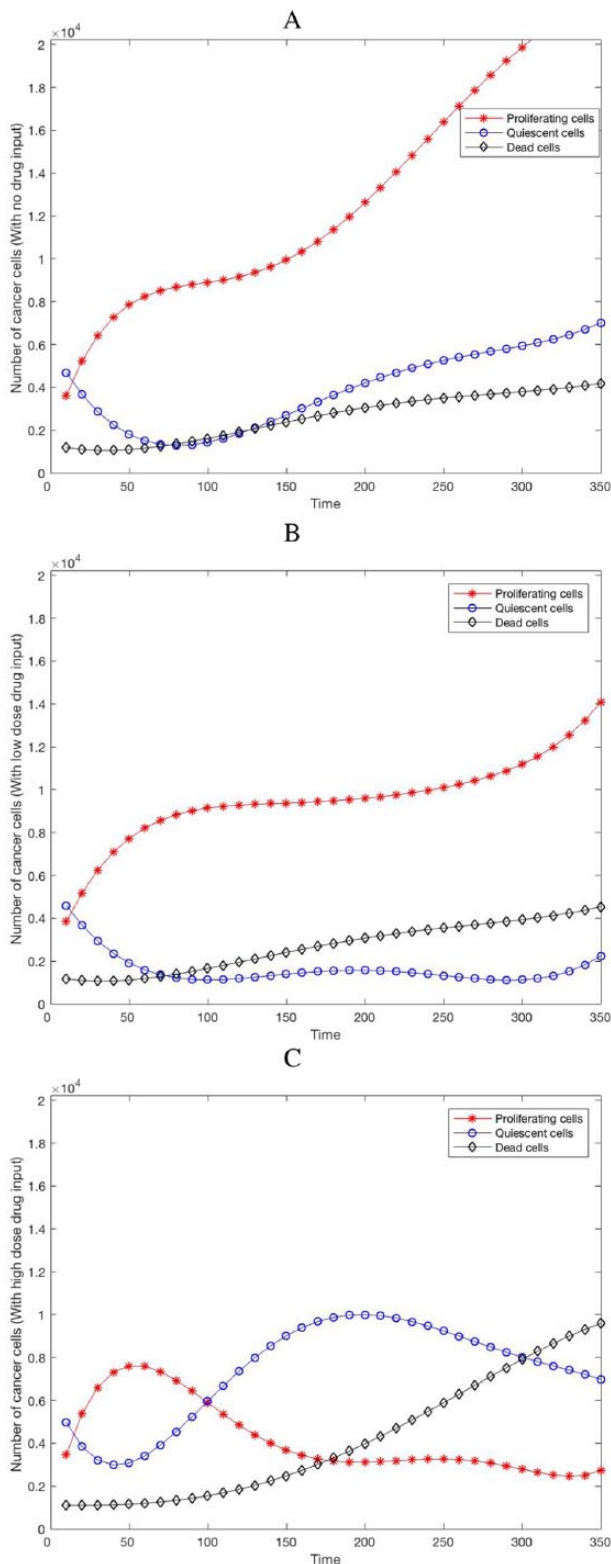 A
×10⁴
Number of cancer cells (With no drug input)
2
1.8
1.6
1.4
1.2
1
0.8
0.6
0.4
0.2
0
Proliferating cells
Quiescent cells
Dead cells
0 50 100 150 200 250 300 350
Time
B
×10⁴
Number of cancer cells (With low dose drug input)
2
1.8
1.6
1.4
1.2
1
0.8
0.6
0.4
0.2
0
Proliferating cells
Quiescent cells
Dead cells
0 50 100 150 200 250 300 350
Time
C
×10⁴
Number of cancer cells (With high dose drug input)
2
1.8
1.6
1.4
1.2
1
0.8
0.6
0.4
0.2
0
Proliferating cells
Quiescent cells
Dead cells
0 50 100 150 200 250 300 350
Time